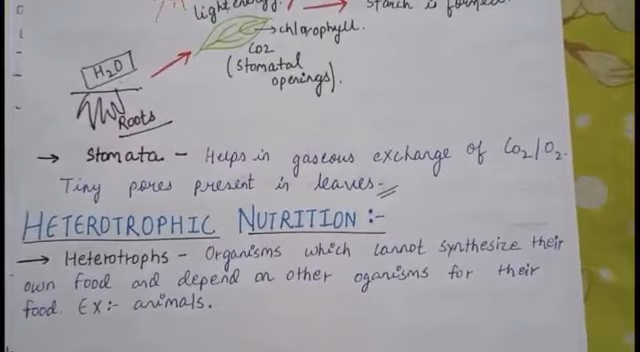 light energy.
starch is formed
→ chlorophyll.
CO2
(stomatal
openings).
H2O
Roots
→ Stomata - Helps in gaseous exchange of CO2/O2.
Tiny pores present in leaves.
HETEROTROPHIC NUTRITION :-
→ Heterotrophs - Organisms which cannot synthesize their
own food and depend on other oganisms for their
food. EX:- animals.